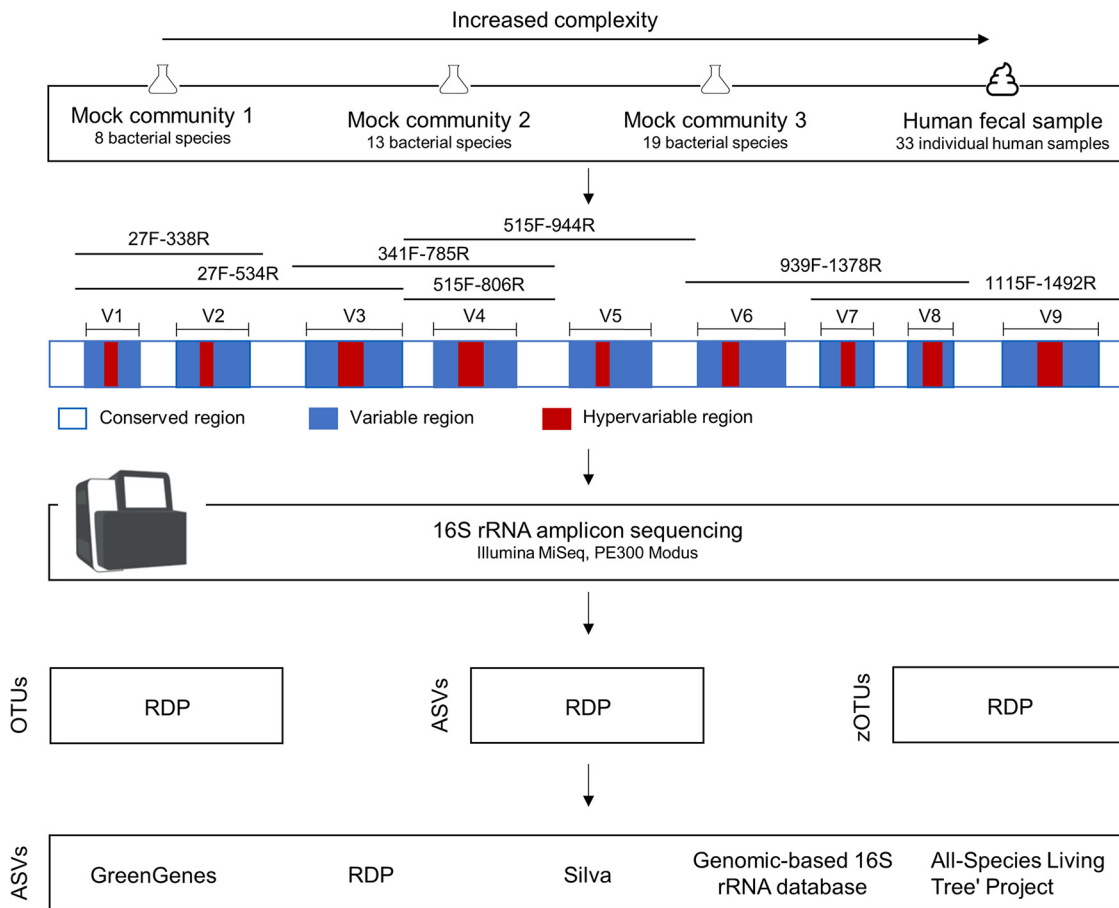 Increased complexity
Mock community 1
8 bacterial species
Mock community 2
13 bacterial species
Mock community 3
19 bacterial species
Human fecal sample
33 individual human samples
515F-944R
27F-338R
341F-785R
939F-1378R
27F-534R
515F-806R
1115F-1492R
V1
V2
V3
V4
V5
V6
V7
V8
V9
Conserved region
Variable region
Hypervariable region
16S rRNA amplicon sequencing
Illumina MiSeq, PE300 Modus
OTUs
RDP
ASVs
RDP
zOTUs
RDP
ASVs
GreenGenes
RDP
Silva
Genomic-based 16S
rRNA database
All-Species Living
Tree' Project